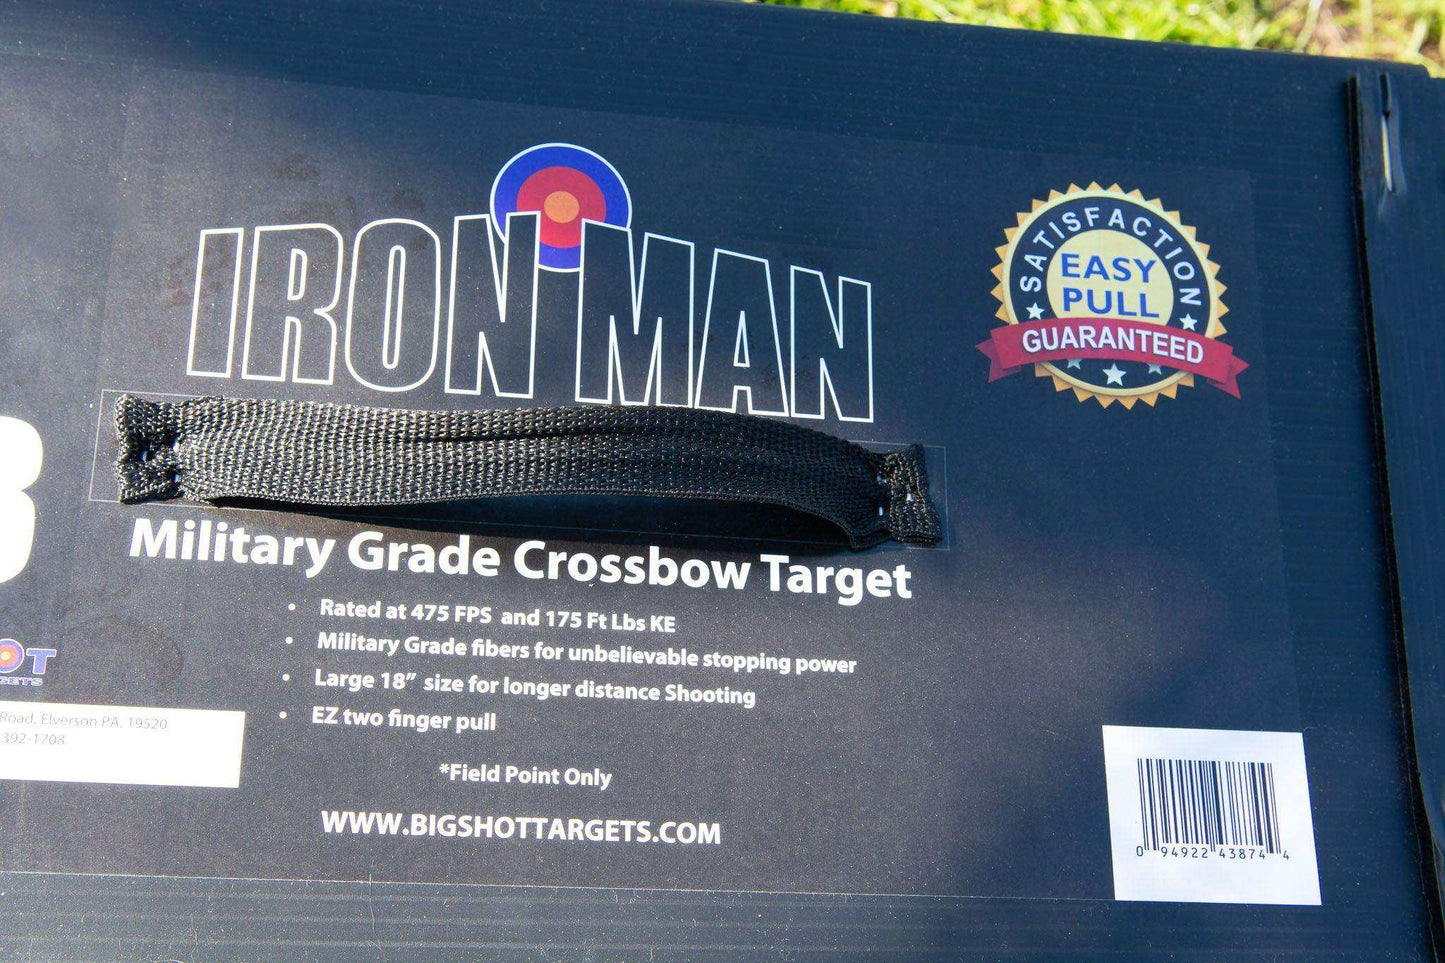 IRON MAN
SATISFACTION
EASY
PULL
GUARANTEED
Military Grade Crossbow Target
• Rated at 475 FPS and 175 Ft Lbs KE
• Military Grade fibers for unbelievable stopping power
• Large 18” size for longer distance Shooting
• EZ two finger pull
*Field Point Only
WWW.BIGSHOTTARGETS.COM
OT
GETS
Road, Elverson PA, 19520
392-1708
0 94922 43874 4